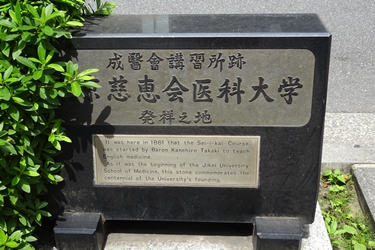 成醫會講習所跡
京慈恵会医科大学
発祥之地
It was here in 1881 that the Sei-i-kai Course
was started by Baron Kanehiro Takaki to teach
English medicine.
As it was the beginning of the Jikei University
School of Medicine, this stone commemorates the
centennial of the University's founding.